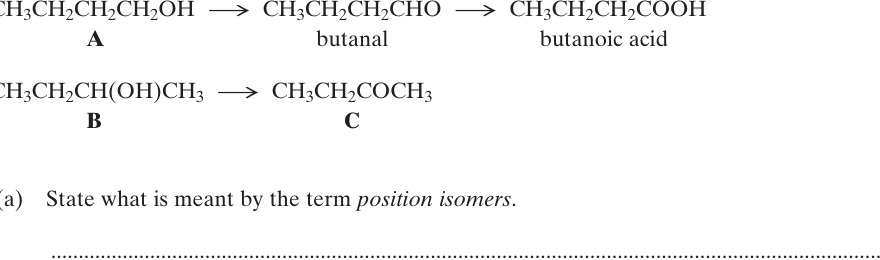 CH₃CH₂CH₂CH₂OH ⟶ CH₃CH₂CH₂CHO ⟶ CH₃CH₂CH₂COOH
A butanal butanoic acid
CH₃CH₂CH(OH)CH₃ ⟶ CH₃CH₂COCH₃
B C
(a) State what is meant by the term position isomers.